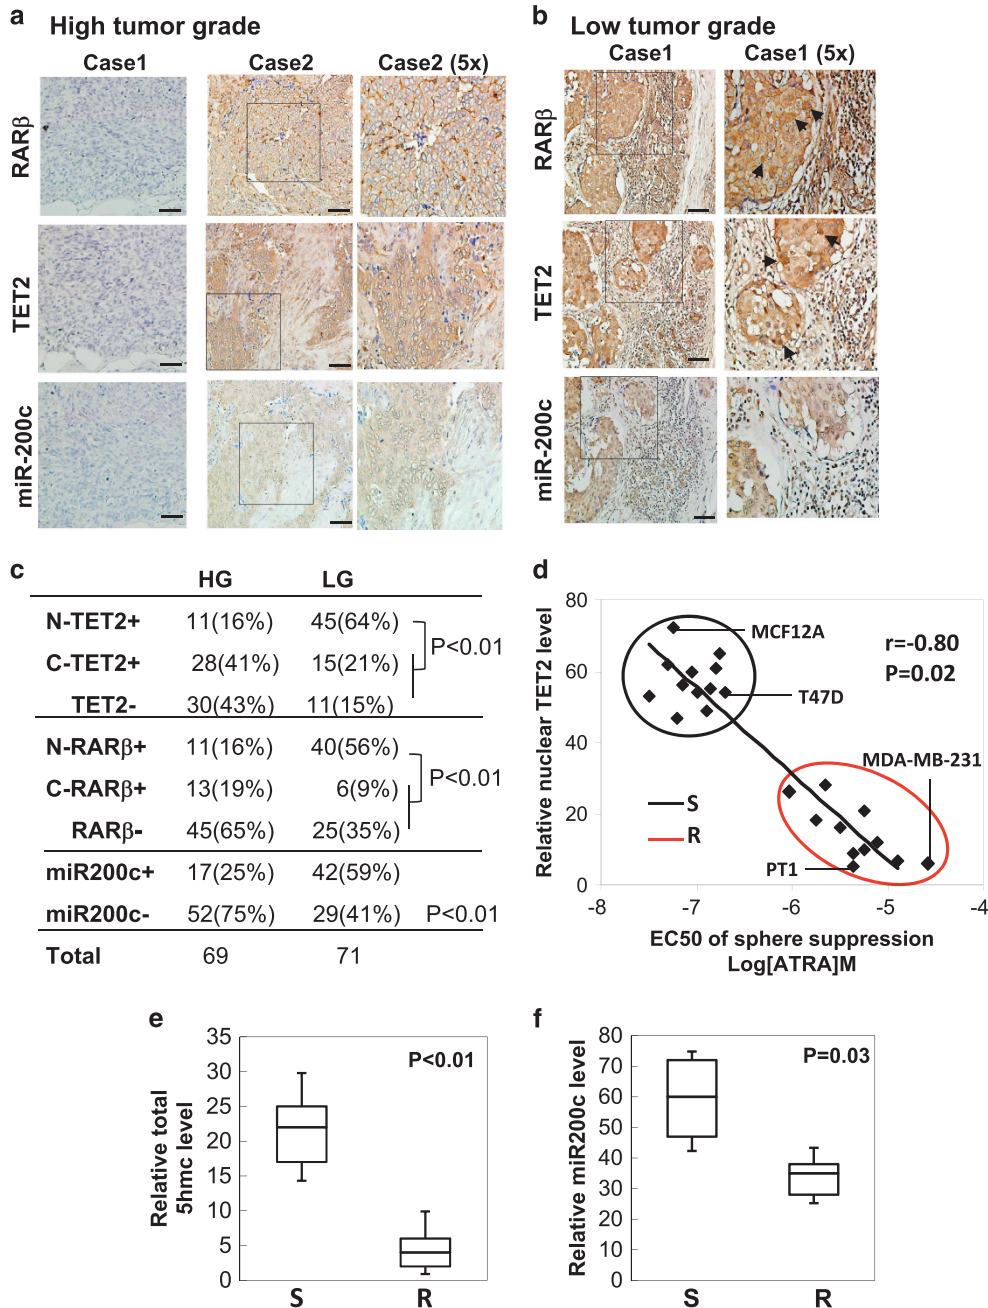 a High tumor grade
Case1 Case2 Case2 (5x)
RARβ
TET2
miR-200c
b Low tumor grade
Case1 Case1 (5x)
RARβ
TET2
miR-200c
c
HG LG
N-TET2+ 11(16%) 45(64%)
C-TET2+ 28(41%) 15(21%) P<0.01
TET2- 30(43%) 11(15%)
N-RARβ+ 11(16%) 40(56%)
C-RARβ+ 13(19%) 6(9%) P<0.01
RARβ- 45(65%) 25(35%)
miR200c+ 17(25%) 42(59%)
miR200c- 52(75%) 29(41%) P<0.01
Total 69 71
d
Relative nuclear TET2 level
80
60
40
20
0
-8 -7 -6 -5 -4
MCF12A
T47D
r=-0.80
P=0.02
MDA-MB-231
PT1
S
R
EC50 of sphere suppression
Log[ATRA]M
e
Relative total
5hmc level
35
30
25
20
15
10
5
0
P<0.01
S R
f
Relative miR200c level
80
70
60
50
40
30
20
10
0
P=0.03
S R